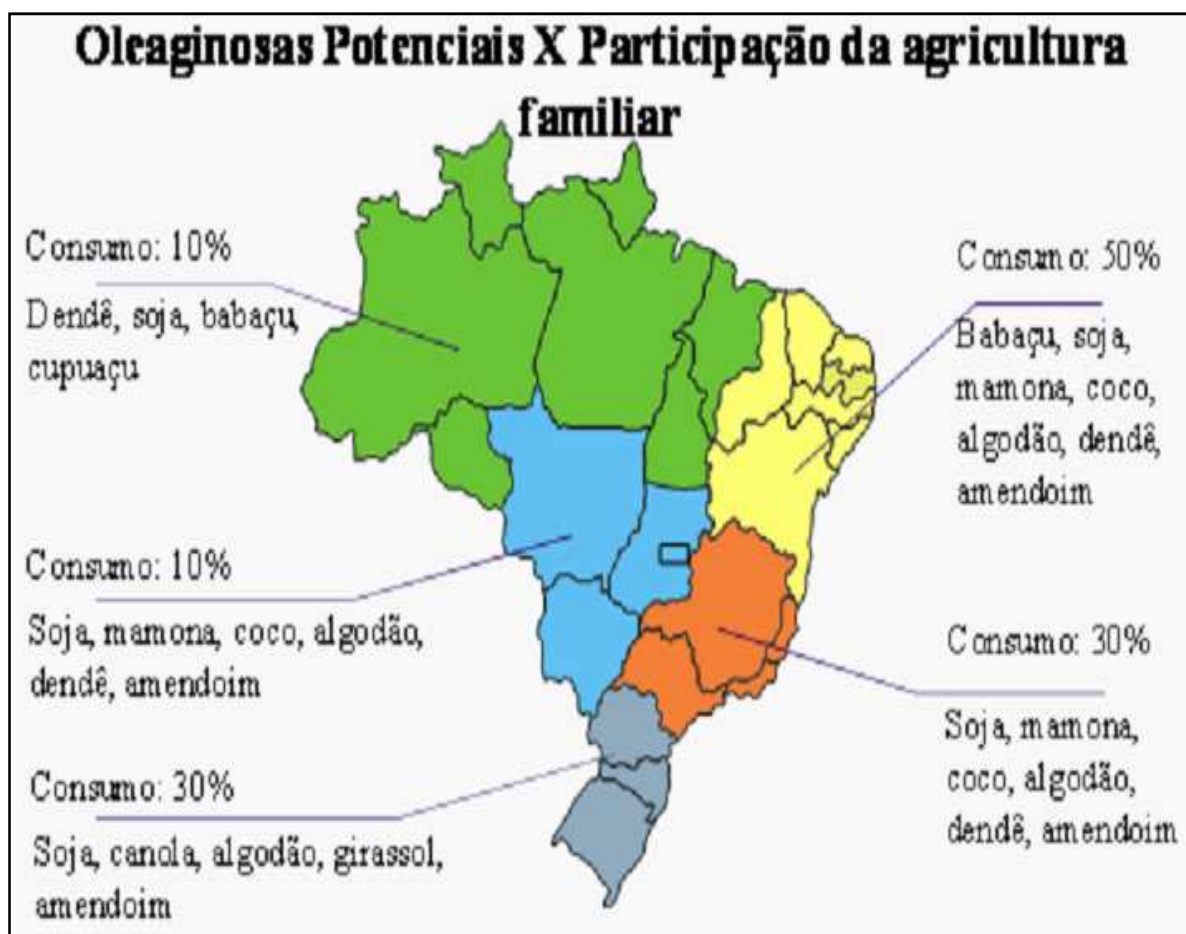 Oleaginosas Potenciais X Participação da agricultura
familiar
Consumo: 10%
Dendê, soja, babaçu,
cupuaçu
Consumo: 50%
Babaçu, soja,
mamona, coco,
algodão, dendê,
amendoim
Consumo: 10%
Soja, mamona, coco, algodão,
dendê, amendoim
Consumo: 30%
Soja, mamona,
coco, algodão,
dendê, amendoim
Consumo: 30%
Soja, canola, algodão, girassol,
amendoim